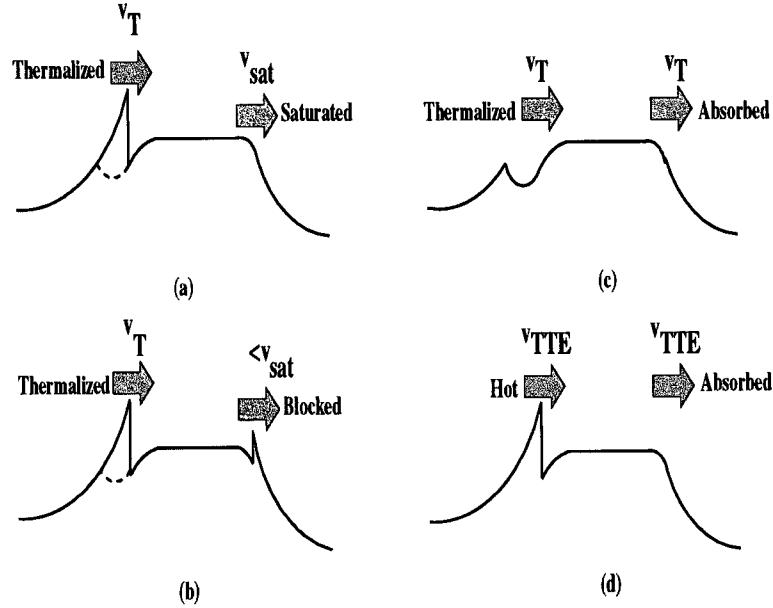 vT
Thermalized
vsat
Saturated
(a)
vT
Thermalized
vT
Absorbed
(c)
vT
Thermalized
<vsat
Blocked
(b)
vTTE
Hot
vTTE
Absorbed
(d)